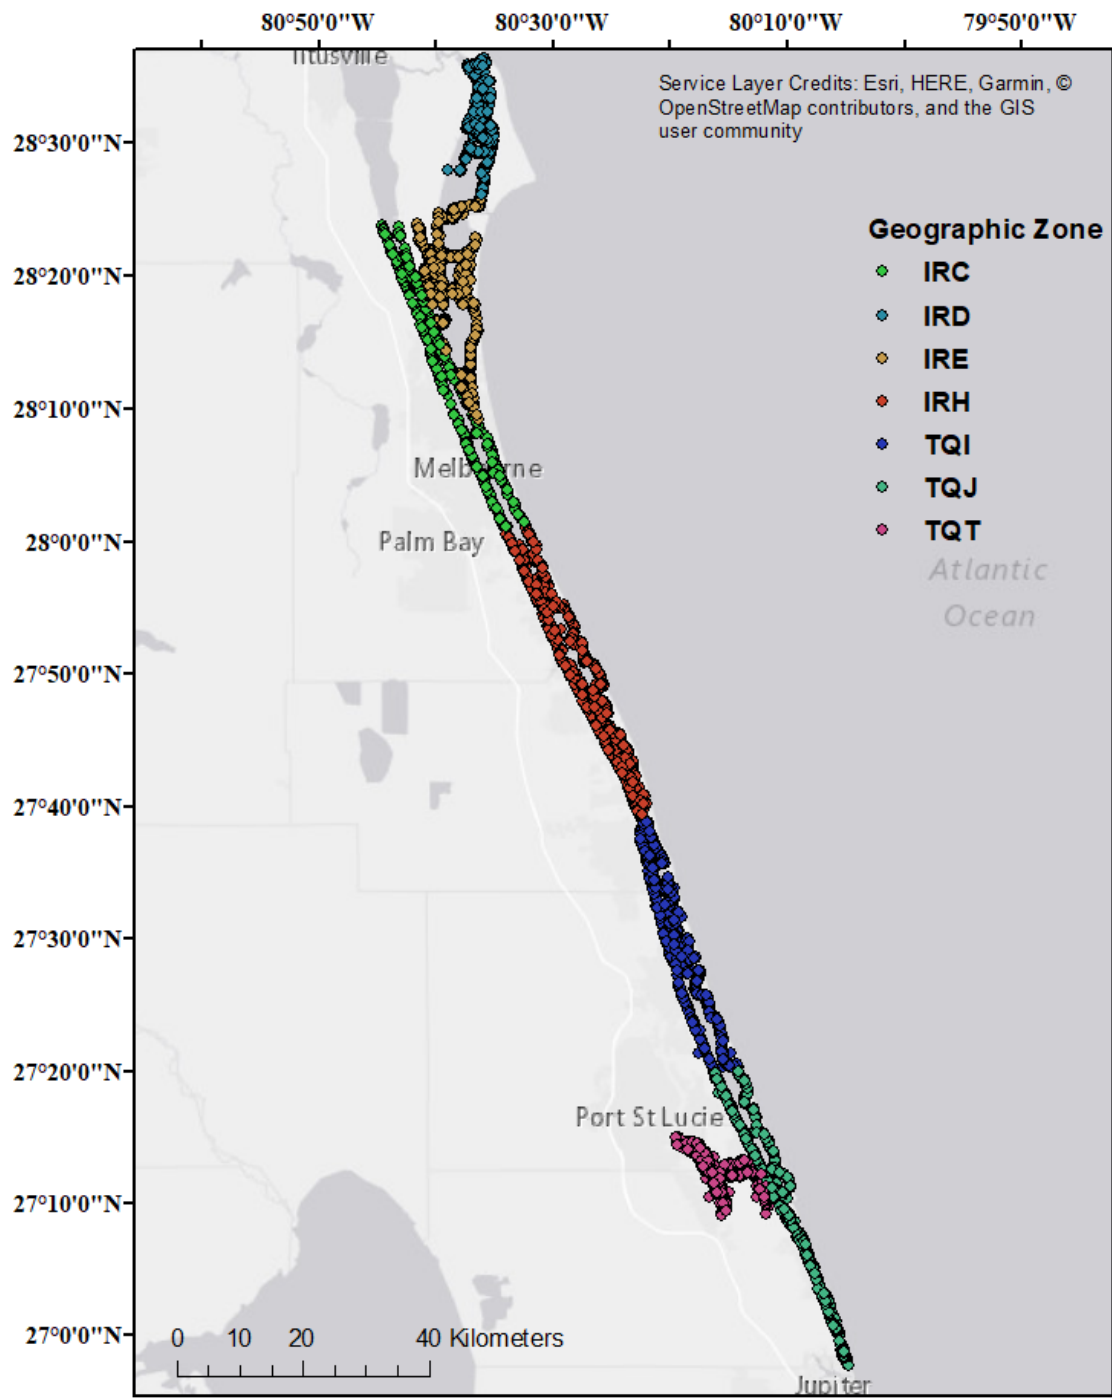 80°50'0"W 80°30'0"W 80°10'0"W 79°50'0"W
Titusville
Service Layer Credits: Esri, HERE, Garmin, ©
OpenStreetMap contributors, and the GIS
user community
28°30'0"N
Geographic Zone
28°20'0"N
IRC
IRD
IRE
IRH
TQI
TQJ
TQT
28°10'0"N
Melbourne
28°0'0"N
Palm Bay
Atlantic
Ocean
27°50'0"N
27°40'0"N
27°30'0"N
27°20'0"N
Port St Lucie
27°10'0"N
27°0'0"N
0 10 20 40 Kilometers
Jupiter